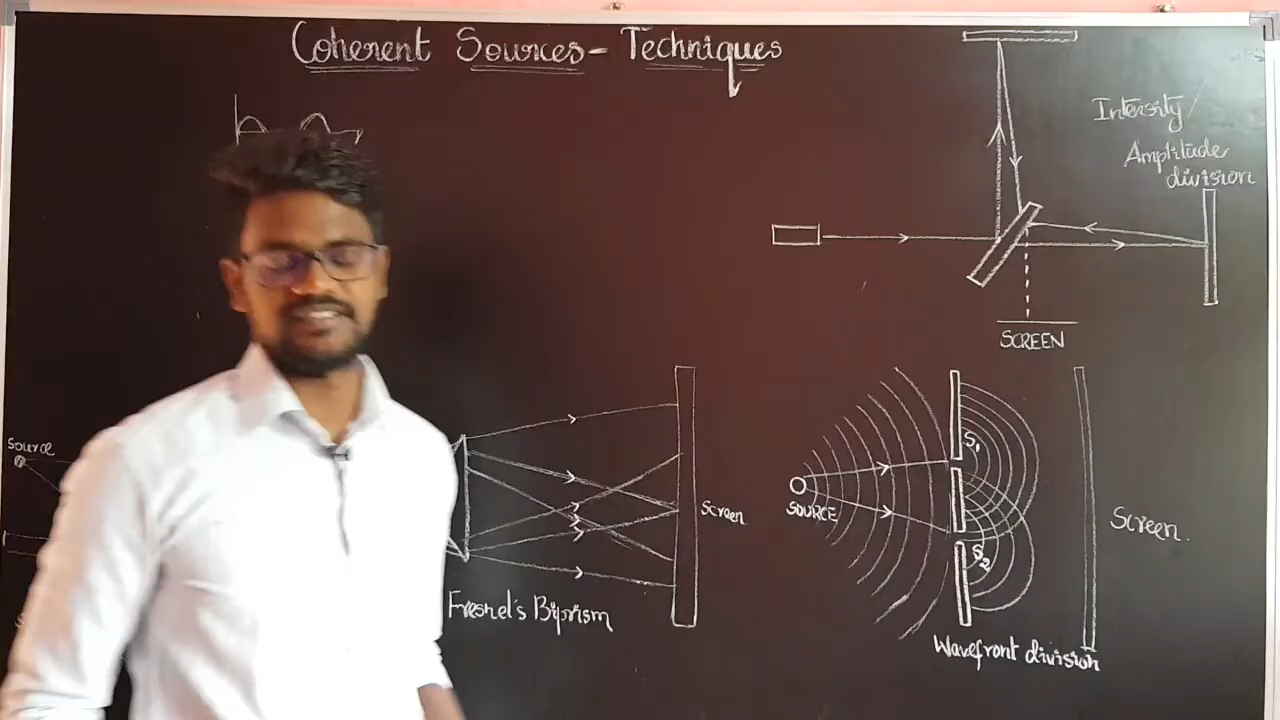 Coherent Sources - Techniques
Intensity/
Amplitude
division
SCREEN
Source
Screen
Fresnel's Biprism
SOURCE
S1
S2
Screen.
Wavefront division